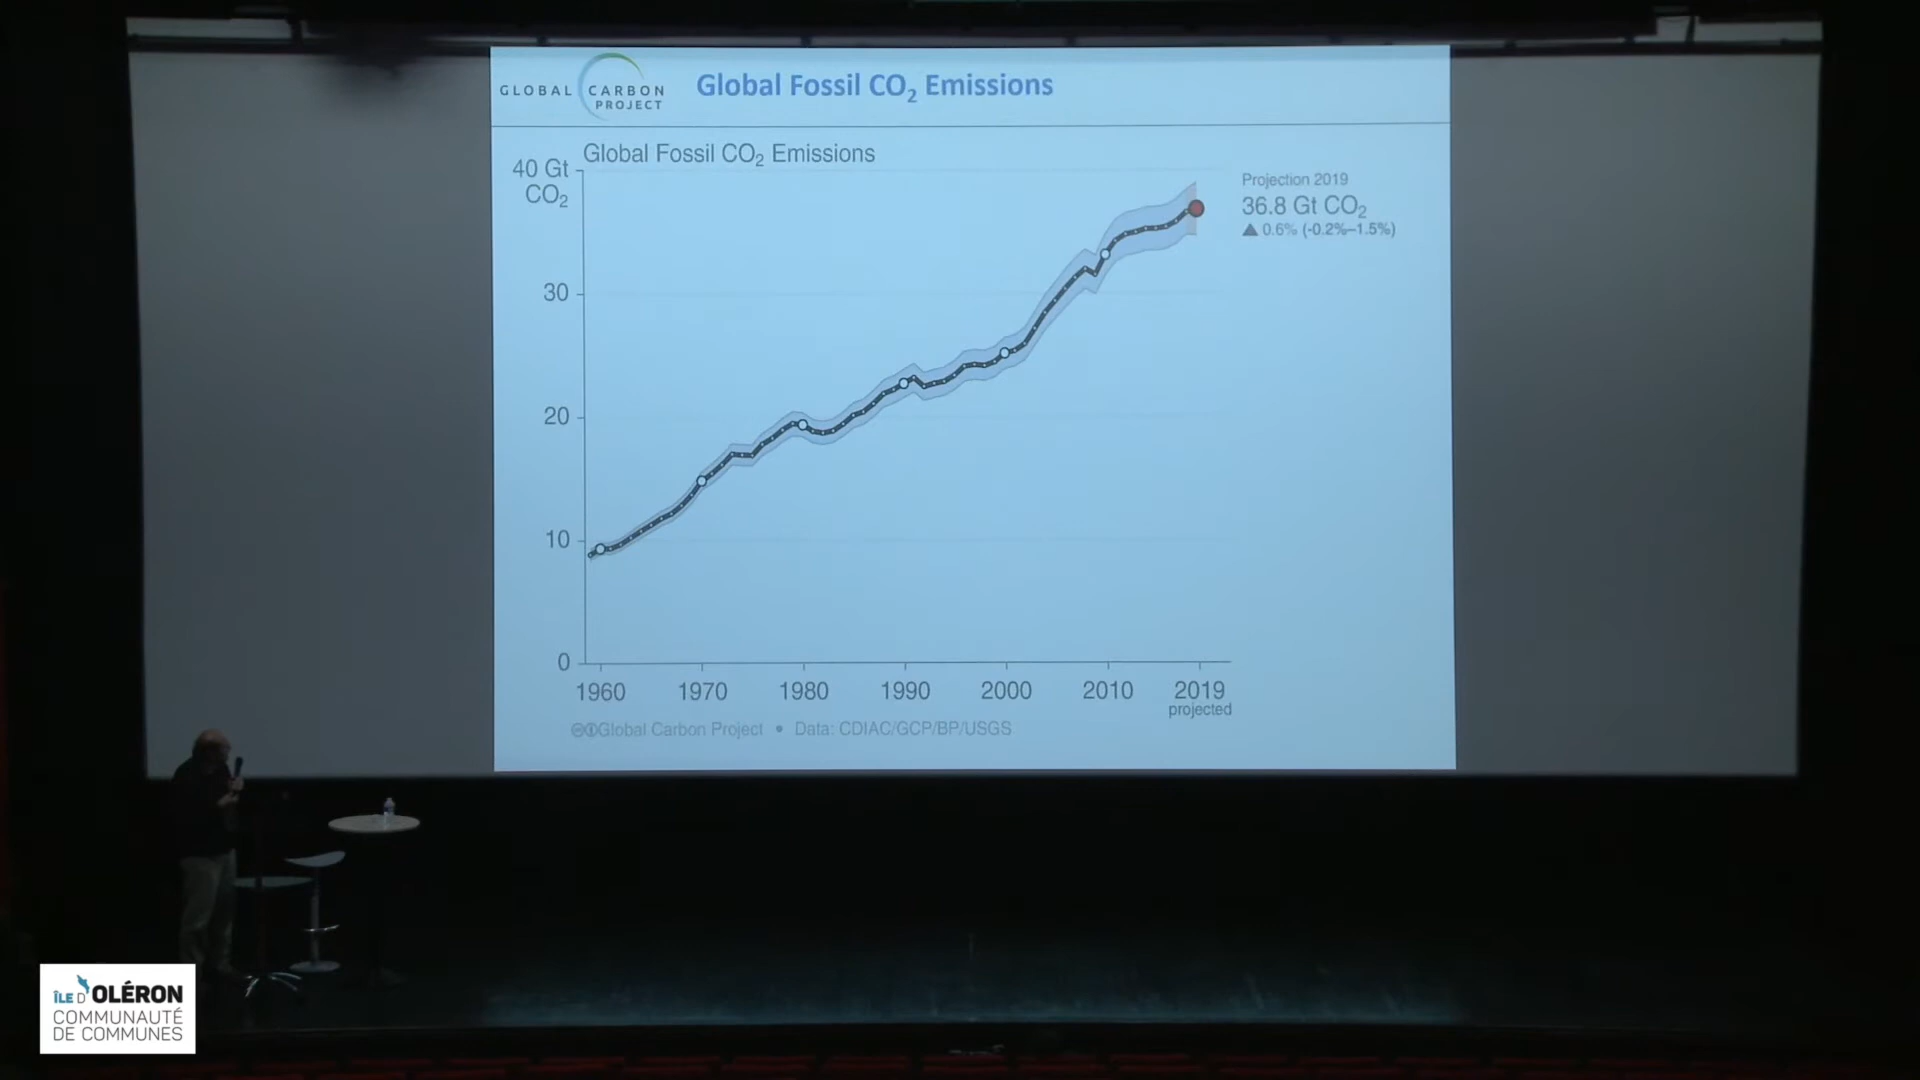 GLOBAL CARBON
PROJECT
Global Fossil CO₂ Emissions
Global Fossil CO₂ Emissions
40 Gt
CO₂
30
20
10
0
1960 1970 1980 1990 2000 2010 2019
projected
Projection 2019
36.8 Gt CO₂
▲ 0.6% (-0.2%–1.5%)
Global Carbon Project • Data: CDIAC/GCP/BP/USGS
ÎLE D'OLÉRON
COMMUNAUTÉ
DE COMMUNES